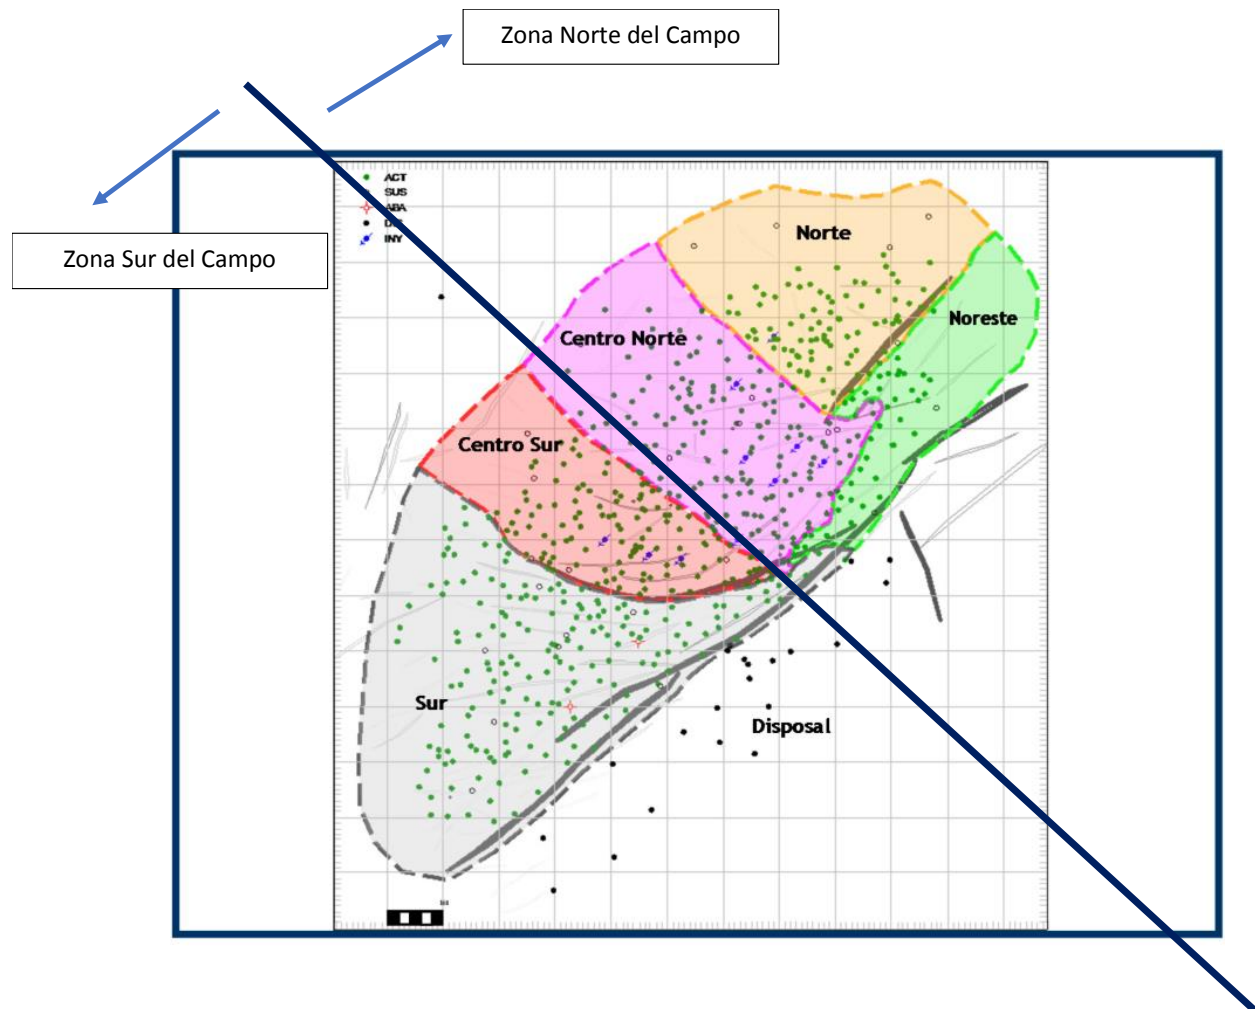 Zona Norte del Campo
Zona Sur del Campo
ACT
SUS
ABA
INY
Norte
Noreste
Centro Norte
Centro Sur
Sur
Disposal